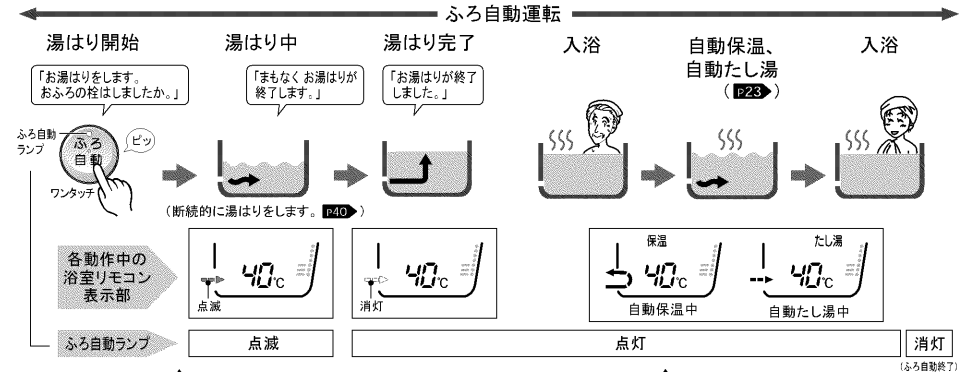 ふろ自動運転
湯はり開始
湯はり中
湯はり完了
入浴
自動保温、
自動たし湯
(P23)
入浴
「お湯はりをします。
おふろの栓はしましたか。」
「まもなくお湯はりが
終了します。」
「お湯はりが終了
しました。」
ふろ自動
ランプ
ふろ
自動
ピッ
ワンタッチ
(断続的に湯はりをします。P40)
各動作中の
浴室リモコン
表示部
40℃
点滅
40℃
消灯
保温
40℃
自動保温中
たし湯
40℃
自動たし湯中
ふろ自動ランプ
点滅
点灯
消灯
(ふろ自動終了)